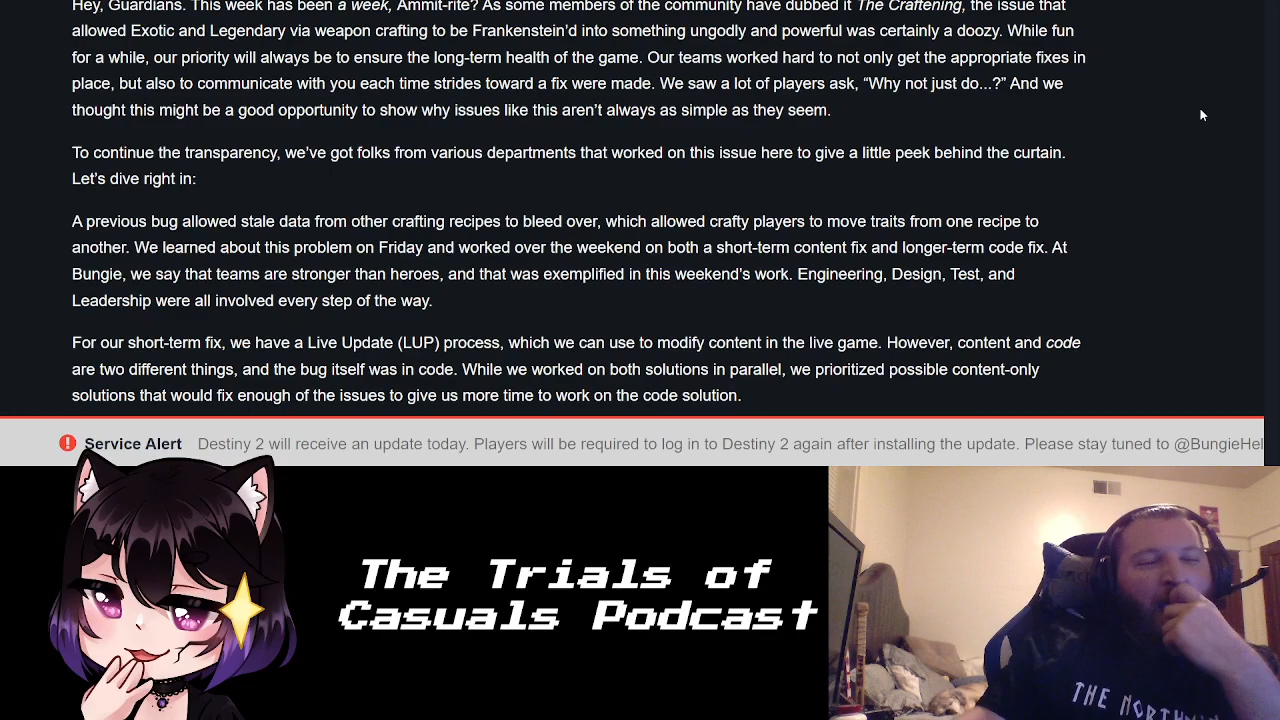 Hey, Guardians. This week has been a week, Ammit-rite? As some members of the community have dubbed it The Craftening, the issue that
allowed Exotic and Legendary via weapon crafting to be Frankenstein’d into something ungodly and powerful was certainly a doozy. While fun
for a while, our priority will always be to ensure the long-term health of the game. Our teams worked hard to not only get the appropriate fixes in
place, but also to communicate with you each time strides toward a fix were made. We saw a lot of players ask, “Why not just do...?” And we
thought this might be a good opportunity to show why issues like this aren’t always as simple as they seem.
To continue the transparency, we’ve got folks from various departments that worked on this issue here to give a little peek behind the curtain.
Let’s dive right in:
A previous bug allowed stale data from other crafting recipes to bleed over, which allowed crafty players to move traits from one recipe to
another. We learned about this problem on Friday and worked over the weekend on both a short-term content fix and longer-term code fix. At
Bungie, we say that teams are stronger than heroes, and that was exemplified in this weekend’s work. Engineering, Design, Test, and
Leadership were all involved every step of the way.
For our short-term fix, we have a Live Update (LUP) process, which we can use to modify content in the live game. However, content and code
are two different things, and the bug itself was in code. While we worked on both solutions in parallel, we prioritized possible content-only
solutions that would fix enough of the issues to give us more time to work on the code solution.
Service Alert Destiny 2 will receive an update today. Players will be required to log in to Destiny 2 again after installing the update. Please stay tuned to @BungieHel
The Trials of
Casuals Podcast
THE